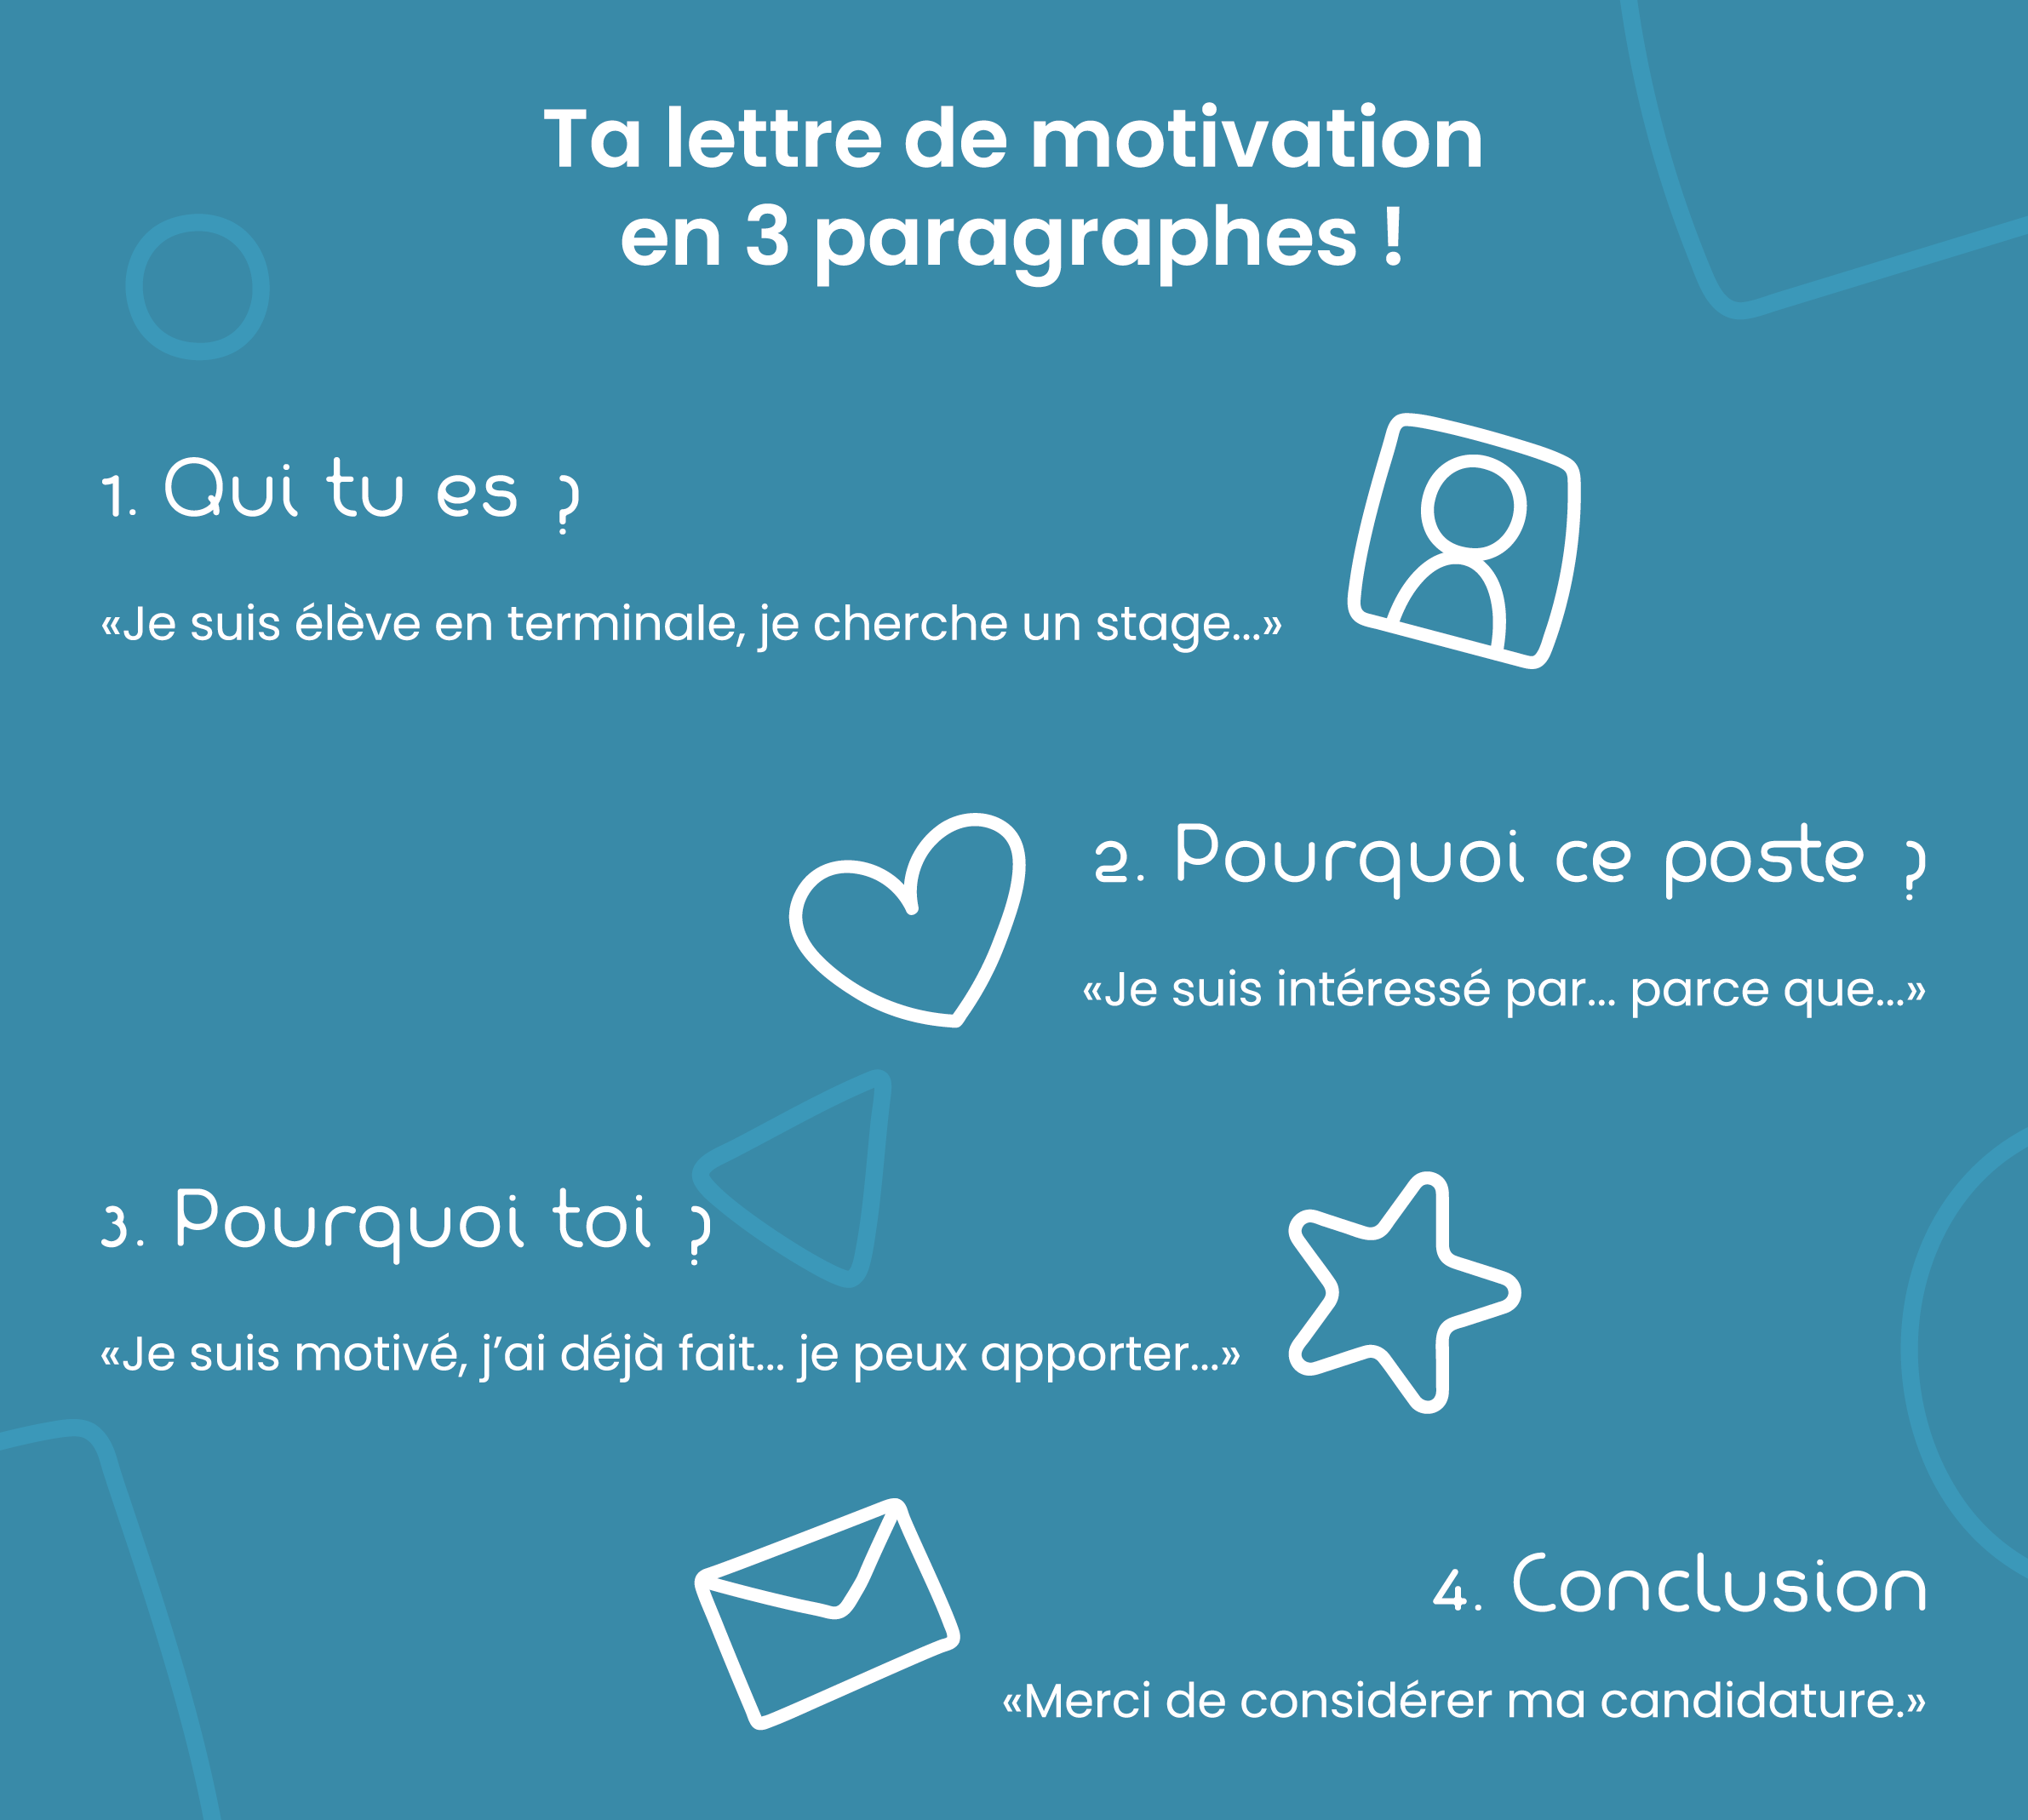 Ta lettre de motivation
en 3 paragraphes !
1. Qui tu es ?
«Je suis élève en terminale, je cherche un stage...»
2. Pourquoi ce poste ?
«Je suis intéressé par... parce que...»
3. Pourquoi toi ?
«Je suis motivé, j’ai déjà fait... je peux apporter...»
4. Conclusion
«Merci de considérer ma candidature.»